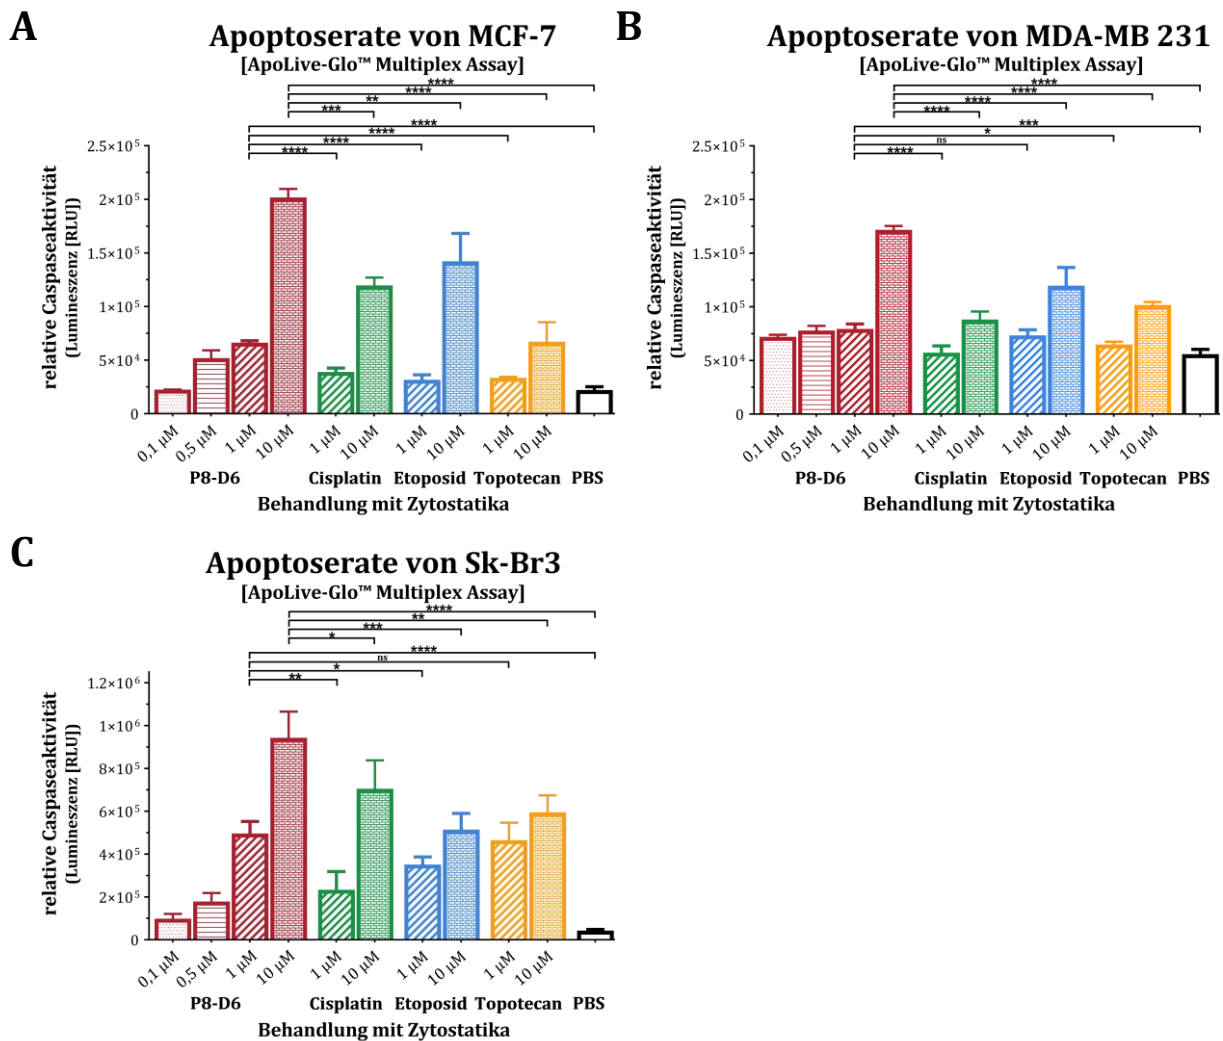 A
Apoptoserate von MCF-7
[ApoLive-Glo™ Multiplex Assay]
****
****
**
***
****
****
****
****
relative Caspaseaktivität
(Lumineszenz [RLU])
2.5×10⁵
2×10⁵
1.5×10⁵
1×10⁵
5×10⁴
0
0,1 µM
0,5 µM
1 µM
10 µM
1 µM
10 µM
1 µM
10 µM
1 µM
10 µM
P8-D6 Cisplatin Etoposid Topotecan PBS
Behandlung mit Zytostatika
B
Apoptoserate von MDA-MB 231
[ApoLive-Glo™ Multiplex Assay]
****
****
****
****
***
*
ns
****
relative Caspaseaktivität
(Lumineszenz [RLU])
2.5×10⁵
2×10⁵
1.5×10⁵
1×10⁵
5×10⁴
0
0,1 µM
0,5 µM
1 µM
10 µM
1 µM
10 µM
1 µM
10 µM
1 µM
10 µM
P8-D6 Cisplatin Etoposid Topotecan PBS
Behandlung mit Zytostatika
C
Apoptoserate von Sk-Br3
[ApoLive-Glo™ Multiplex Assay]
****
**
***
*
****
ns
*
**
relative Caspaseaktivität
(Lumineszenz [RLU])
1.2×10⁶
1×10⁶
8×10⁵
6×10⁵
4×10⁵
2×10⁵
0
0,1 µM
0,5 µM
1 µM
10 µM
1 µM
10 µM
1 µM
10 µM
1 µM
10 µM
P8-D6 Cisplatin Etoposid Topotecan PBS
Behandlung mit Zytostatika